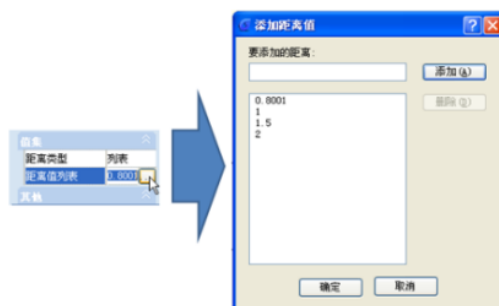 值集
距离类型 列表
距离值列表 0.8001 ...
其他
添加距离值
要添加的距离:
添加(A)
删除(D)
0.8001
1
1.5
2
确定 取消